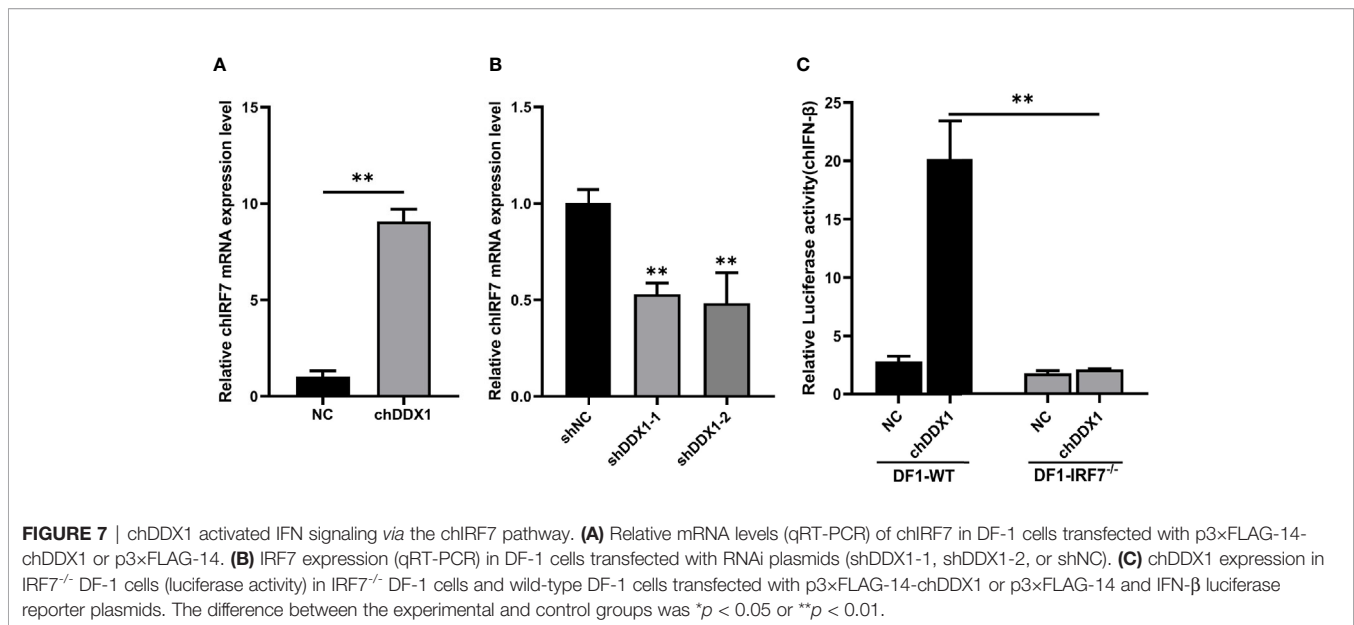 A
Relative chIRF7 mRNA expression level
15
10
5
0
**
NC
chDDX1
B
Relative chIRF7 mRNA expression level
1.5
1.0
0.5
0.0
**
**
shNC
shDDX1-1
shDDX1-2
C
Relative Luciferase activity(chIFN-β)
25
20
15
10
5
0
**
NC
chDDX1
NC
chDDX1
DF1-WT
DF1-IRF7⁻/⁻
FIGURE 7 | chDDX1 activated IFN signaling via the chIRF7 pathway. (A) Relative mRNA levels (qRT-PCR) of chIRF7 in DF-1 cells transfected with p3×FLAG-14-
chDDX1 or p3×FLAG-14. (B) IRF7 expression (qRT-PCR) in DF-1 cells transfected with RNAi plasmids (shDDX1-1, shDDX1-2, or shNC). (C) chDDX1 expression in
IRF7⁻/⁻ DF-1 cells (luciferase activity) in IRF7⁻/⁻ DF-1 cells and wild-type DF-1 cells transfected with p3×FLAG-14-chDDX1 or p3×FLAG-14 and IFN-β luciferase
reporter plasmids. The difference between the experimental and control groups was *p < 0.05 or **p < 0.01.